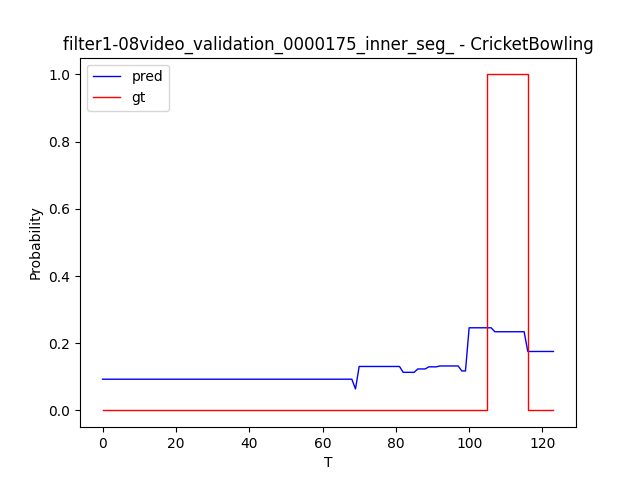 filter1-08video_validation_0000175_inner_seg_ - CricketBowling
pred
gt
1.0
0.8
0.6
0.4
0.2
0.0
Probability
0 20 40 60 80 100 120
T